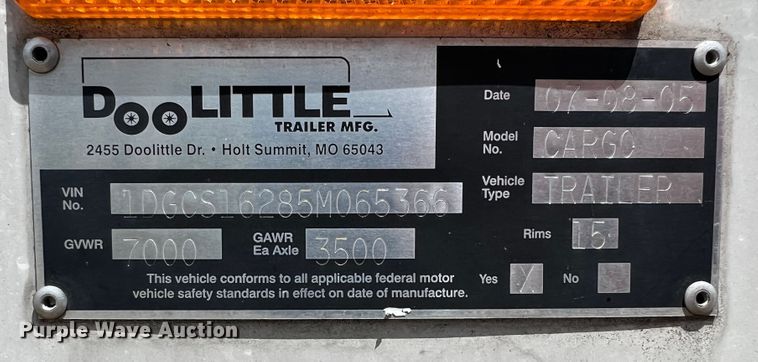 DOOLITTLE
TRAILER MFG.
2455 Doolittle Dr. • Holt Summit, MO 65043
Date 07-08-05
Model No. CARGO
Vehicle Type TRAILER
VIN No. 1DGCS16285M065366
GVWR 7000
GAWR Ea Axle 3500
Rims 15
This vehicle conforms to all applicable federal motor
vehicle safety standards in effect on date of manufacture.
Yes X No
Purple Wave Auction